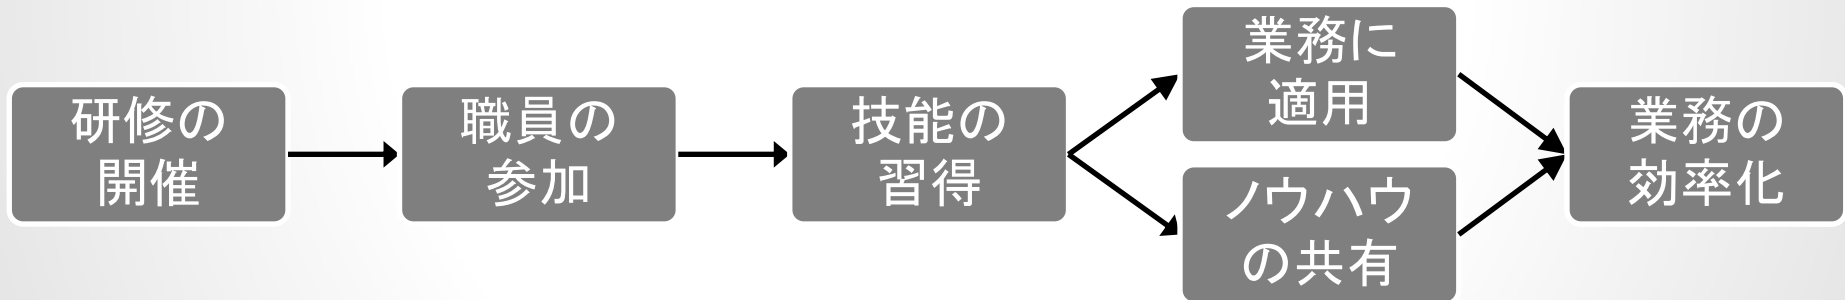 研修の
開催
職員の
参加
技能の
習得
業務に
適用
ノウハウ
の共有
業務の
効率化